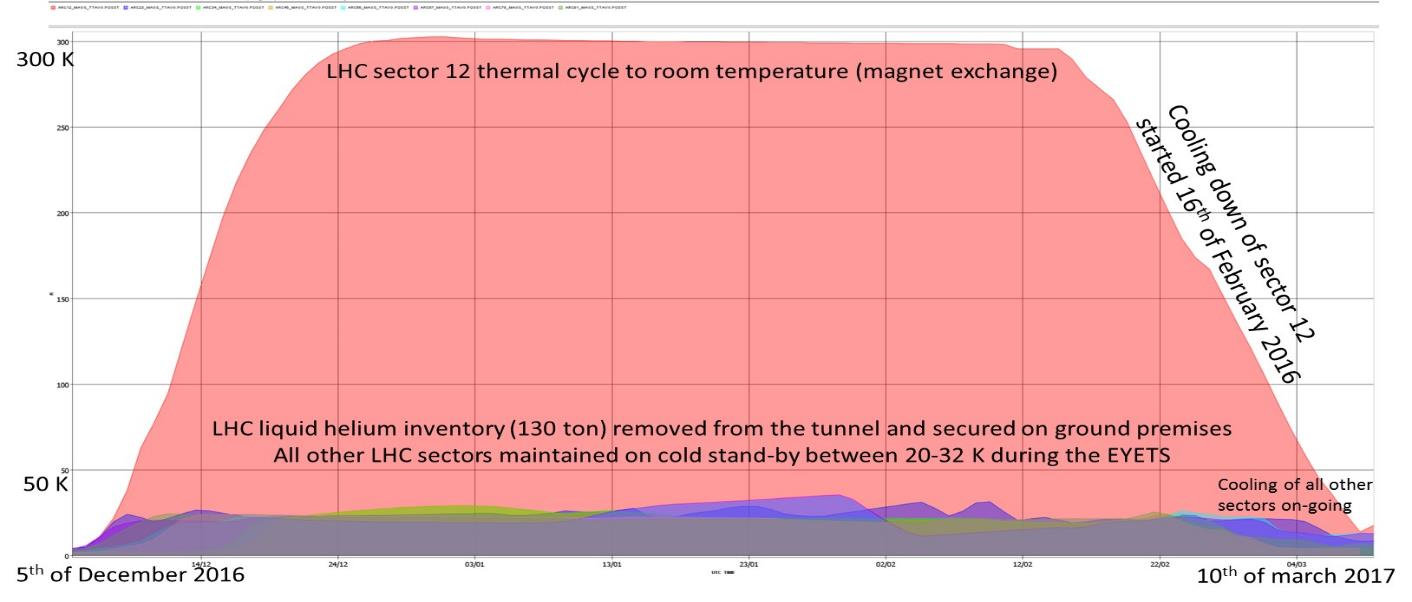 300
300 K
LHC sector 12 thermal cycle to room temperature (magnet exchange)
250
200
150
100
Cooling down of sector 12
started 16th of February 2016
LHC liquid helium inventory (130 ton) removed from the tunnel and secured on ground premises
All other LHC sectors maintained on cold stand-by between 20-32 K during the EYETS
50
50 K
Cooling of all other
sectors on-going
0
14/12 24/12 03/01 13/01 23/01 02/02 12/02 22/02 04/03
UTC TIME
5th of December 2016
10th of march 2017